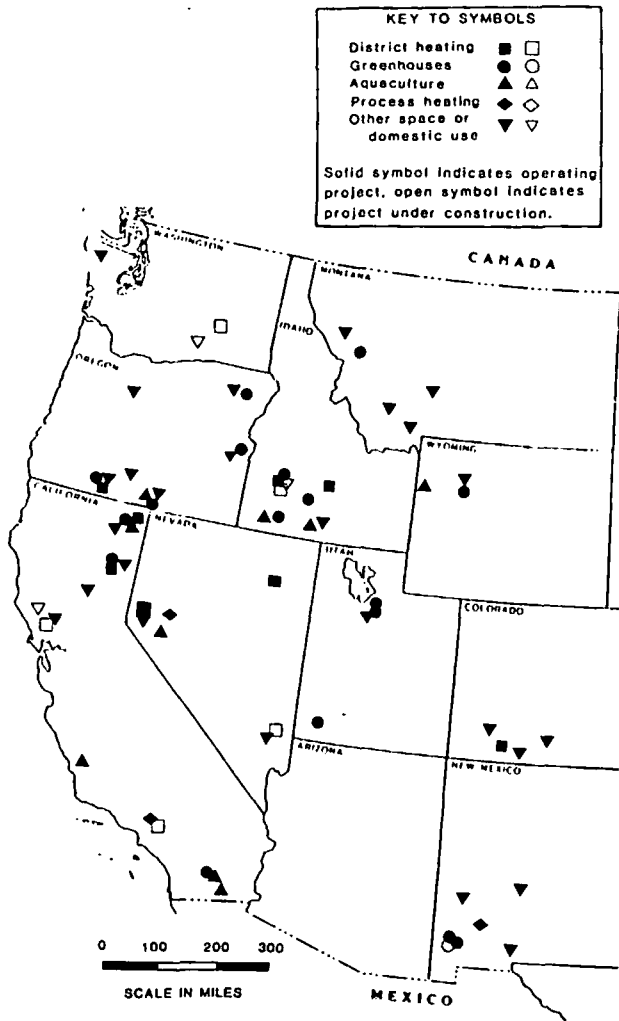 KEY TO SYMBOLS
District heating
Greenhouses
Aquaculture
Process heating
Other space or
domestic use
Solid symbol indicates operating
project, open symbol indicates
project under construction.
CANADA
WASHINGTON
MONTANA
IDAHO
OREGON
WYOMING
CALIFORNIA
NEVADA
UTAH
COLORADO
ARIZONA
NEW MEXICO
0 100 200 300
SCALE IN MILES
MEXICO